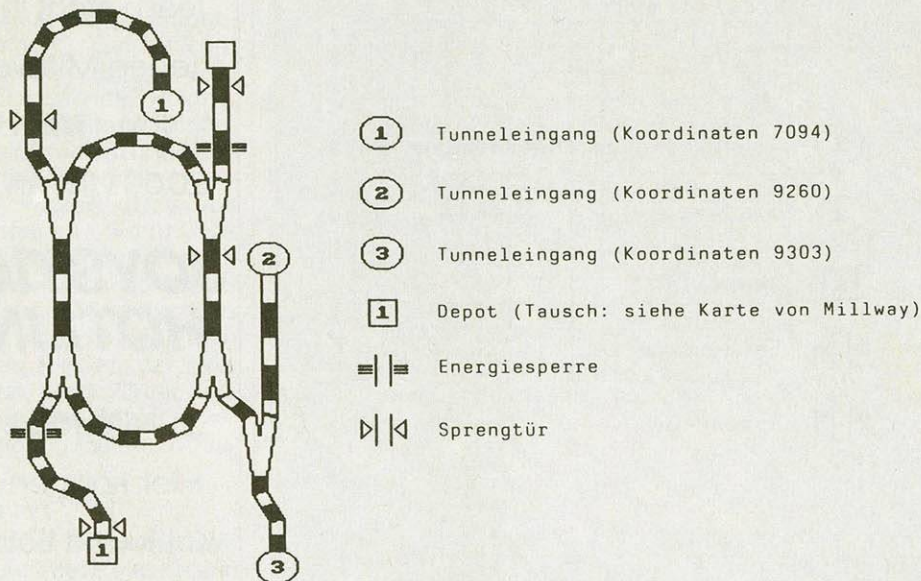 1
1 Tunneleingang (Koordinaten 7094)
2 Tunneleingang (Koordinaten 9260)
2
3 Tunneleingang (Koordinaten 9303)
1 Depot (Tausch: siehe Karte von Millway)
Energiesperre
Sprengtür
1
3